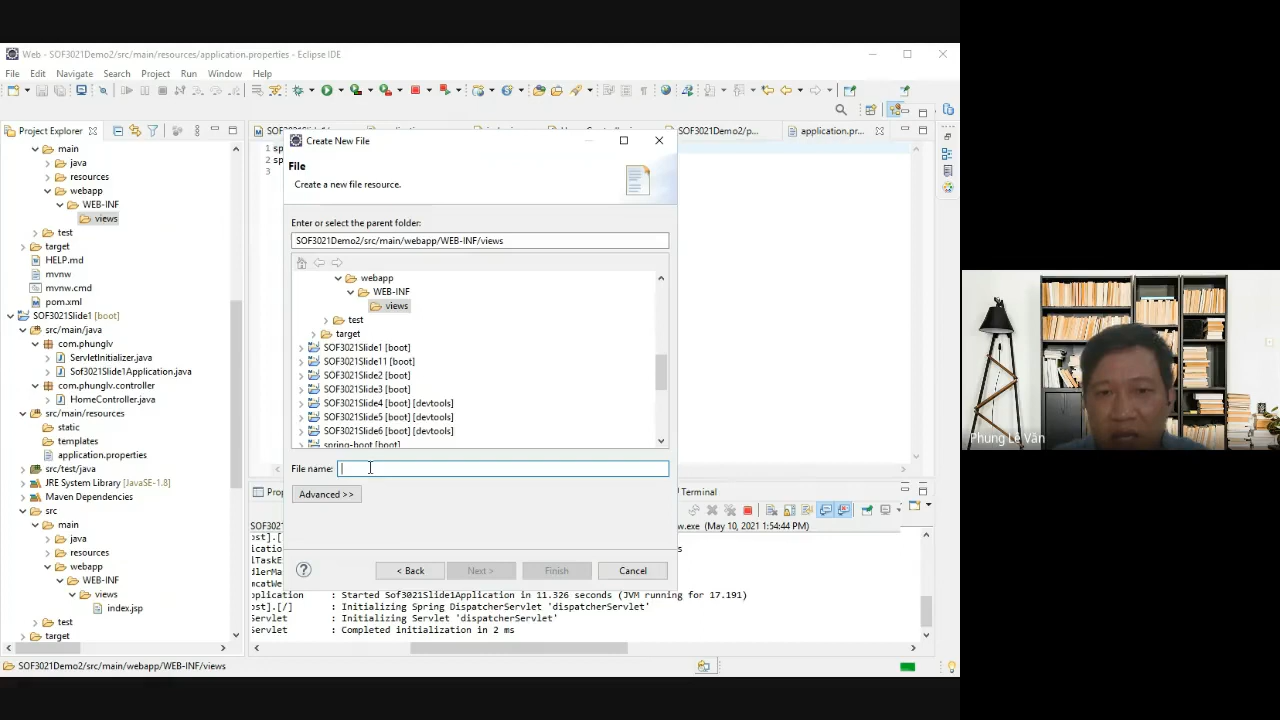 Web - SOF3021Demo2/src/main/resources/application.properties - Eclipse IDE
File Edit Navigate Search Project Run Window Help
Project Explorer
main
java
resources
webapp
WEB-INF
views
test
target
HELP.md
mvnw
mvnw.cmd
pom.xml
SOF3021Slide1 [boot]
src/main/java
com.phunglv
ServletInitializer.java
Sof3021Slide1Application.java
com.phunglv.controller
HomeController.java
src/main/resources
static
templates
application.properties
src/test/java
JRE System Library [JavaSE-1.8]
Maven Dependencies
src
main
java
resources
webapp
WEB-INF
views
index.jsp
test
target
SOF3021Demo2/src/main/webapp/WEB-INF/views
SOF3021Demo2/p...
application.pr...
1 sp
2 sp
3
Create New File
File
Create a new file resource.
Enter or select the parent folder:
SOF3021Demo2/src/main/webapp/WEB-INF/views
webapp
WEB-INF
views
test
target
SOF3021Slide1 [boot]
SOF3021Slide11 [boot]
SOF3021Slide2 [boot]
SOF3021Slide3 [boot]
SOF3021Slide4 [boot] [devtools]
SOF3021Slide5 [boot] [devtools]
SOF3021Slide6 [boot] [devtools]
spring-boot [boot]
File name:
Advanced >>
< Back Next > Finish Cancel
Terminal
w.exe (May 10, 2021 1:54:44 PM)
: Started Sof3021Slide1Application in 11.326 seconds (JVM running for 17.191)
ost].[/] : Initializing Spring DispatcherServlet 'dispatcherServlet'
Servlet : Initializing Servlet 'dispatcherServlet'
Servlet : Completed initialization in 2 ms
Phung Le Văn